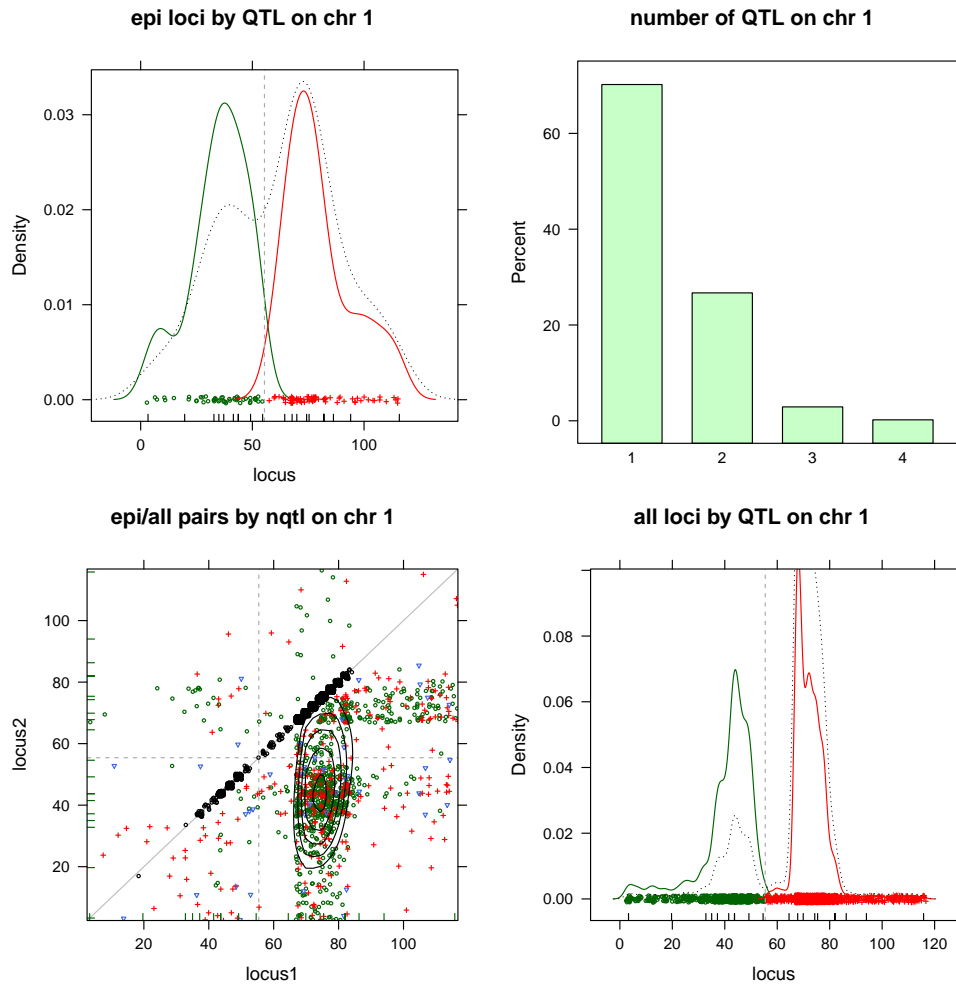 epi loci by QTL on chr 1
Density
0.03
0.02
0.01
0.00
0 50 100
locus
number of QTL on chr 1
Percent
60
40
20
0
1 2 3 4
epi/all pairs by nqtl on chr 1
locus2
100
80
60
40
20
20 40 60 80 100
locus1
all loci by QTL on chr 1
Density
0.08
0.06
0.04
0.02
0.00
0 20 40 60 80 100 120
locus